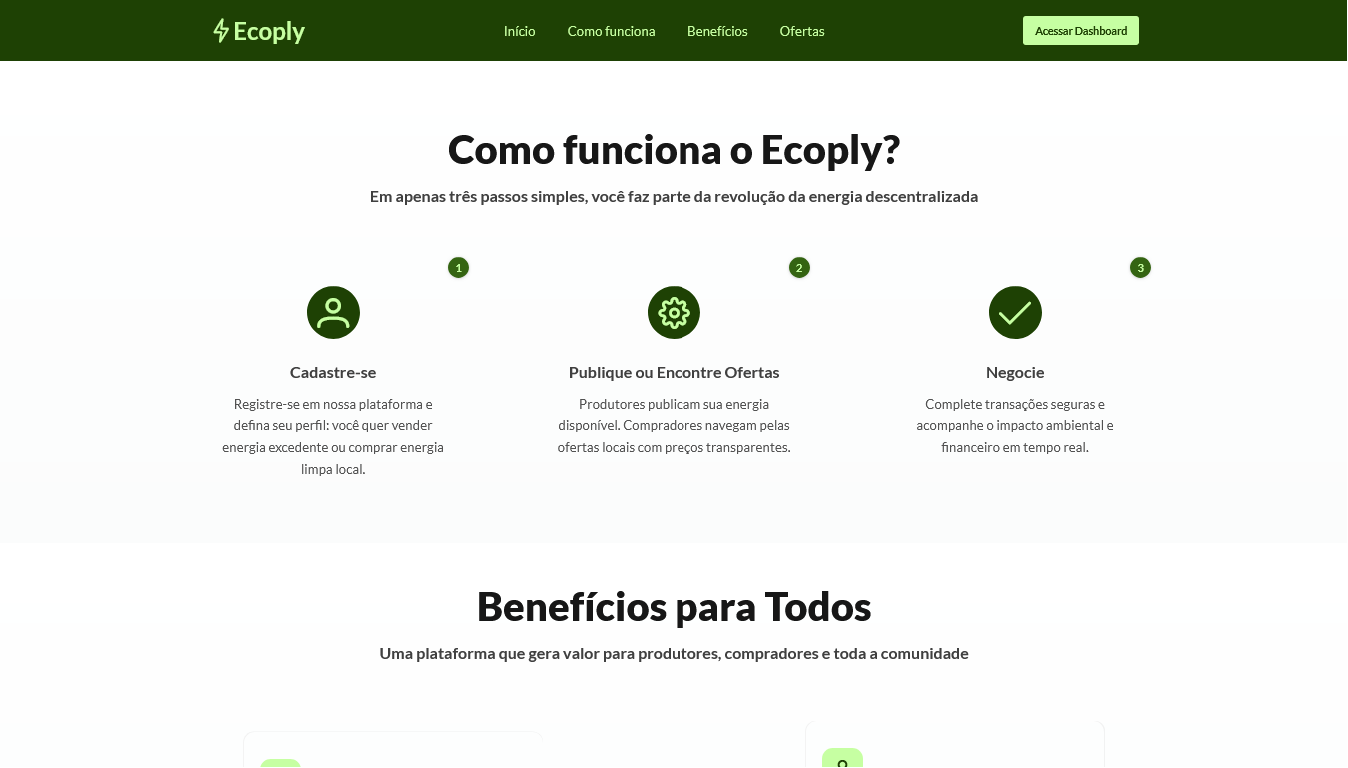 Ecoply
Início
Como funciona
Benefícios
Ofertas
Acessar Dashboard
Como funciona o Ecoply?
Em apenas três passos simples, você faz parte da revolução da energia descentralizada
1
Cadastre-se
Registre-se em nossa plataforma e
defina seu perfil: você quer vender
energia excedente ou comprar energia
limpa local.
2
Publique ou Encontre Ofertas
Produtores publicam sua energia
disponível. Compradores navegam pelas
ofertas locais com preços transparentes.
3
Negocie
Complete transações seguras e
acompanhe o impacto ambiental e
financeiro em tempo real.
Benefícios para Todos
Uma plataforma que gera valor para produtores, compradores e toda a comunidade